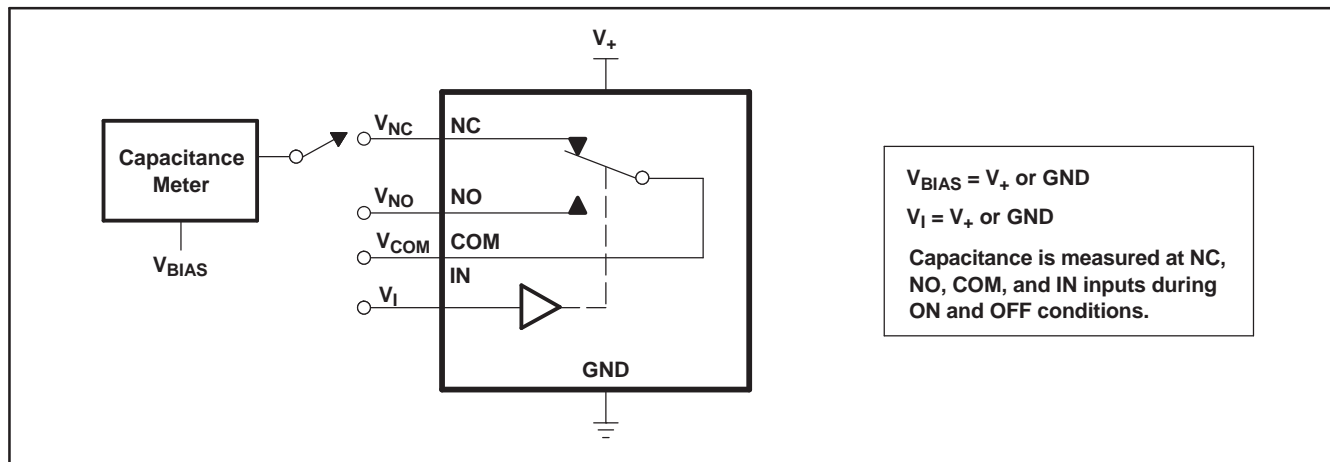 V+
VNC NC
Capacitance
Meter
VNO NO
VCOM COM
VBIAS
IN
VI
GND
VBIAS = V+ or GND
VI = V+ or GND
Capacitance is measured at NC,
NO, COM, and IN inputs during
ON and OFF conditions.